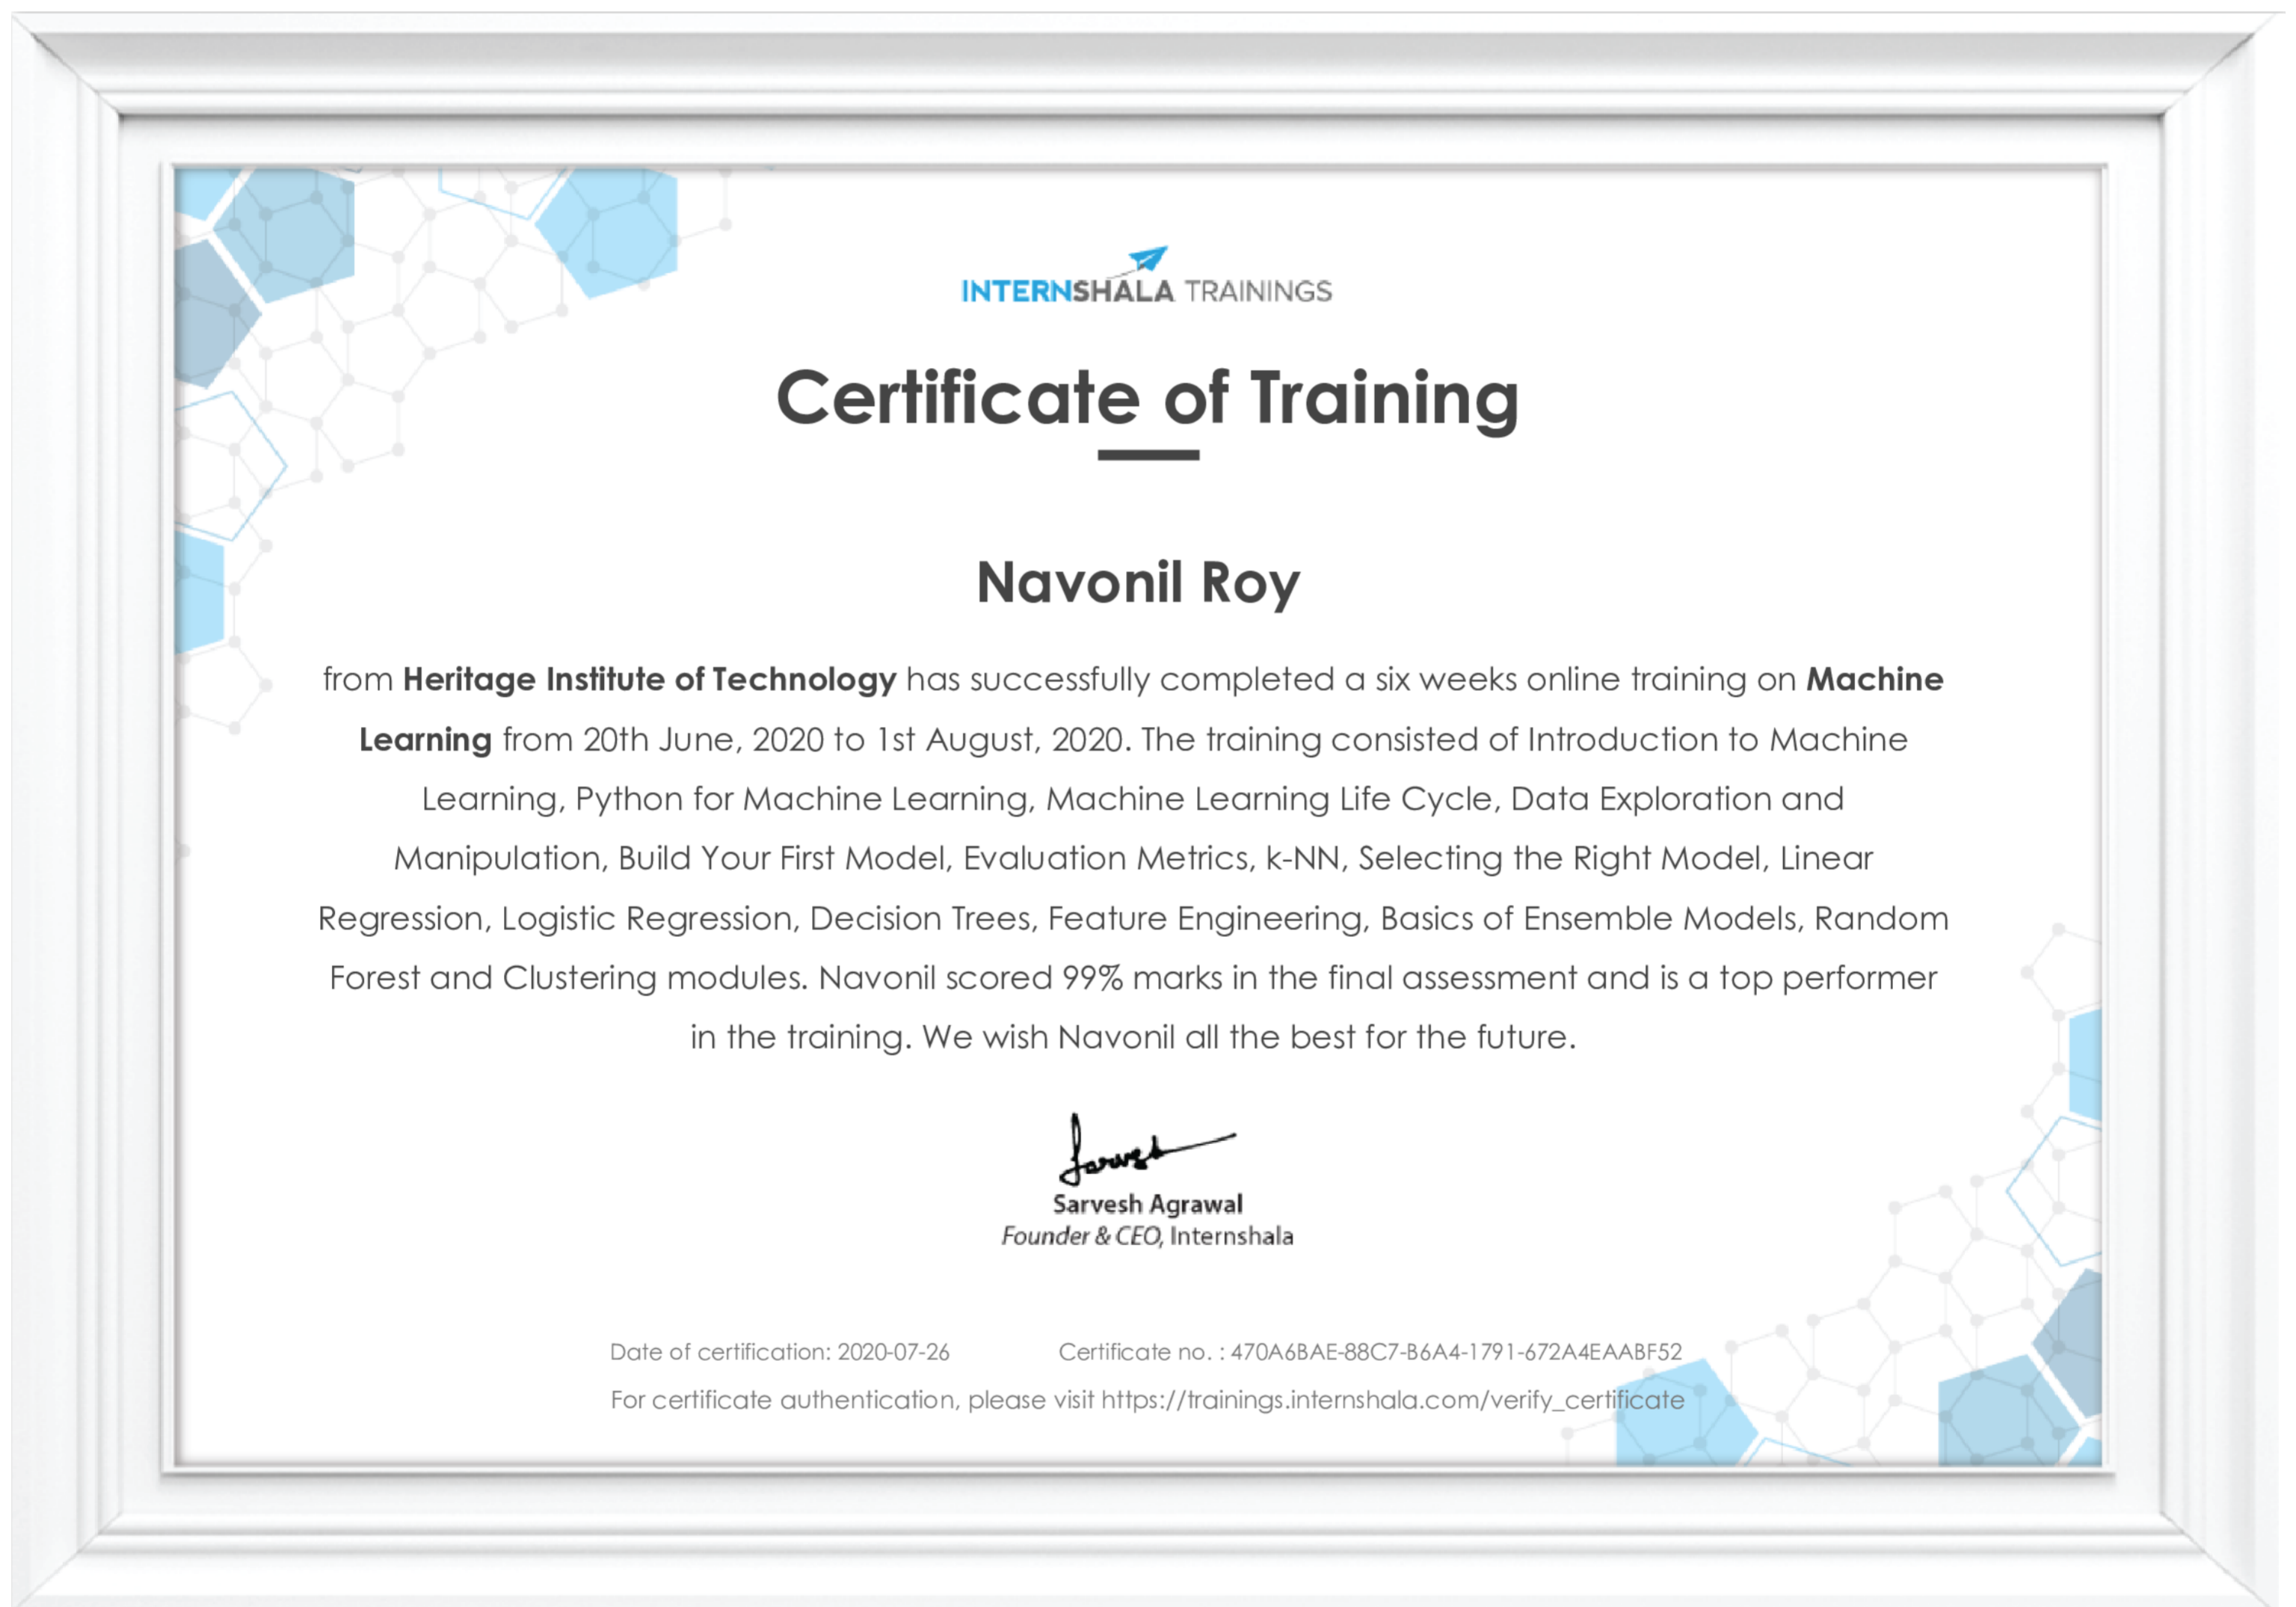 INTERNSHALA TRAININGS
Certificate of Training
Navonil Roy
from Heritage Institute of Technology has successfully completed a six weeks online training on Machine
Learning from 20th June, 2020 to 1st August, 2020. The training consisted of Introduction to Machine
Learning, Python for Machine Learning, Machine Learning Life Cycle, Data Exploration and
Manipulation, Build Your First Model, Evaluation Metrics, k-NN, Selecting the Right Model, Linear
Regression, Logistic Regression, Decision Trees, Feature Engineering, Basics of Ensemble Models, Random
Forest and Clustering modules. Navonil scored 99% marks in the final assessment and is a top performer
in the training. We wish Navonil all the best for the future.
Sarvesh
Sarvesh Agrawal
Founder & CEO, Internshala
Date of certification: 2020-07-26 Certificate no. : 470A6BAE-88C7-B6A4-1791-672A4EAABF52
For certificate authentication, please visit https://trainings.internshala.com/verify_certificate